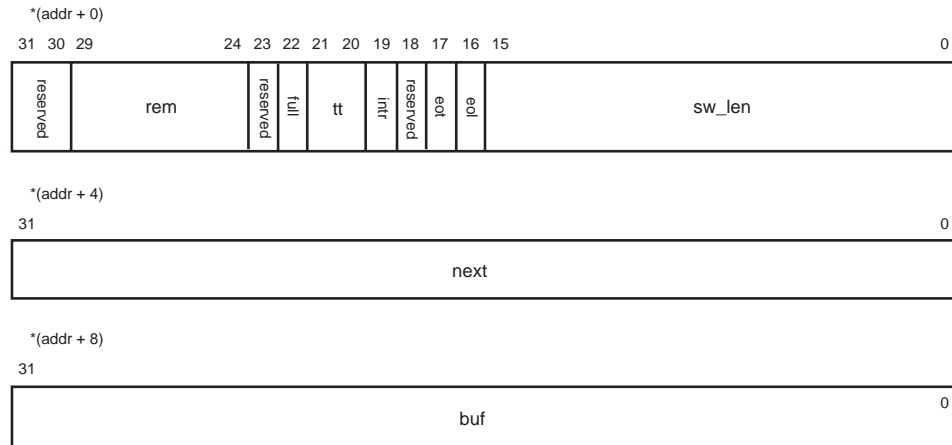 *(addr + 0)
31 30 29 24 23 22 21 20 19 18 17 16 15 0
reserved rem reserved full tt intr reserved eot eol sw_len
*(addr + 4)
31 0
next
*(addr + 8)
31
0
buf